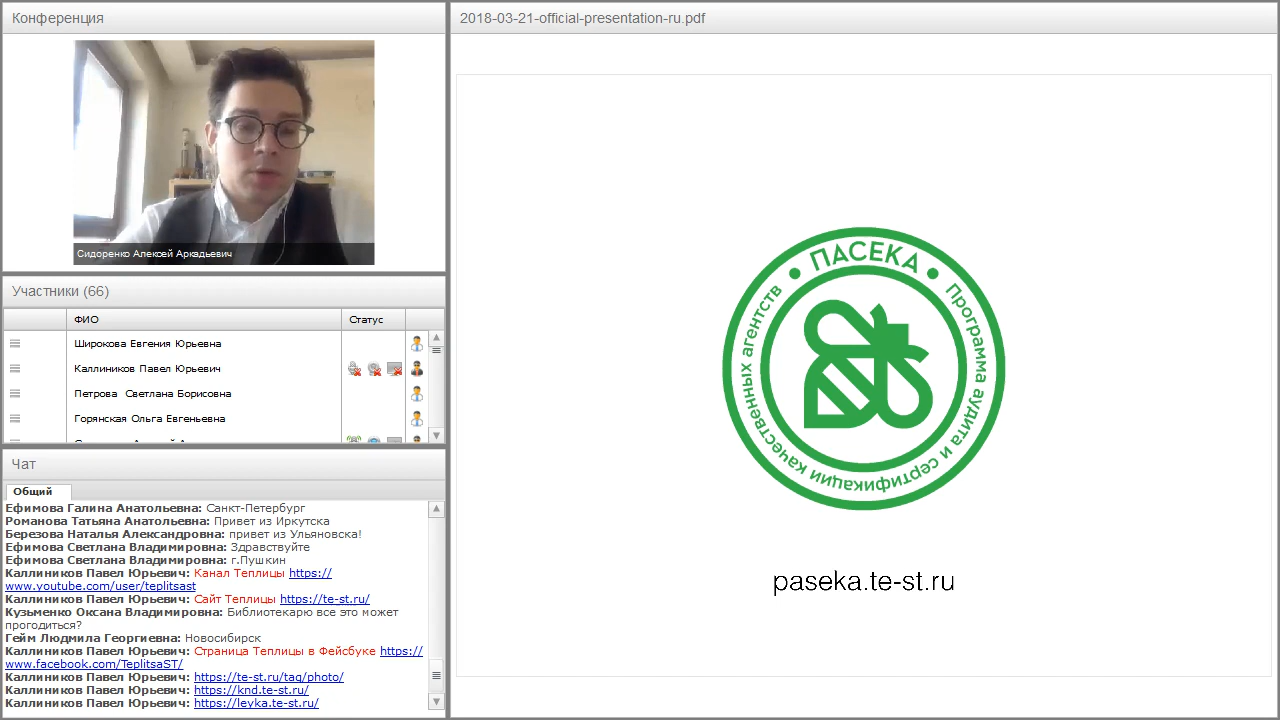 Конференция
Сидоренко Алексей Аркадьевич
Участники (66)
ФИО
Статус
Широкова Евгения Юрьевна
Каллиников Павел Юрьевич
Петрова Светлана Борисовна
Горянская Ольга Евгеньевна
Чат
Общий
Ефимова Галина Анатольевна: Санкт-Петербург
Романова Татьяна Анатольевна: Привет из Иркутска
Березова Наталья Александровна: привет из Ульяновска!
Ефимова Светлана Владимировна: Здравствуйте
Ефимова Светлана Владимировна: г.Пушкин
Каллиников Павел Юрьевич: Канал Теплицы https://
www.youtube.com/user/teplitsast
Каллиников Павел Юрьевич: Сайт Теплицы https://te-st.ru/
Кузьменко Оксана Владимировна: Библиотекарю все это может
прогодиться?
Гейм Людмила Георгиевна: Новосибирск
Каллиников Павел Юрьевич: Страница Теплицы в Фейсбуке https://
www.facebook.com/TeplitsaST/
Каллиников Павел Юрьевич: https://te-st.ru/tag/photo/
Каллиников Павел Юрьевич: https://knd.te-st.ru/
Каллиников Павел Юрьевич: https://leyka.te-st.ru/
2018-03-21-official-presentation-ru.pdf
• ПАСЕКА •
Программа аудита и сертификации качественных агентств
paseka.te-st.ru